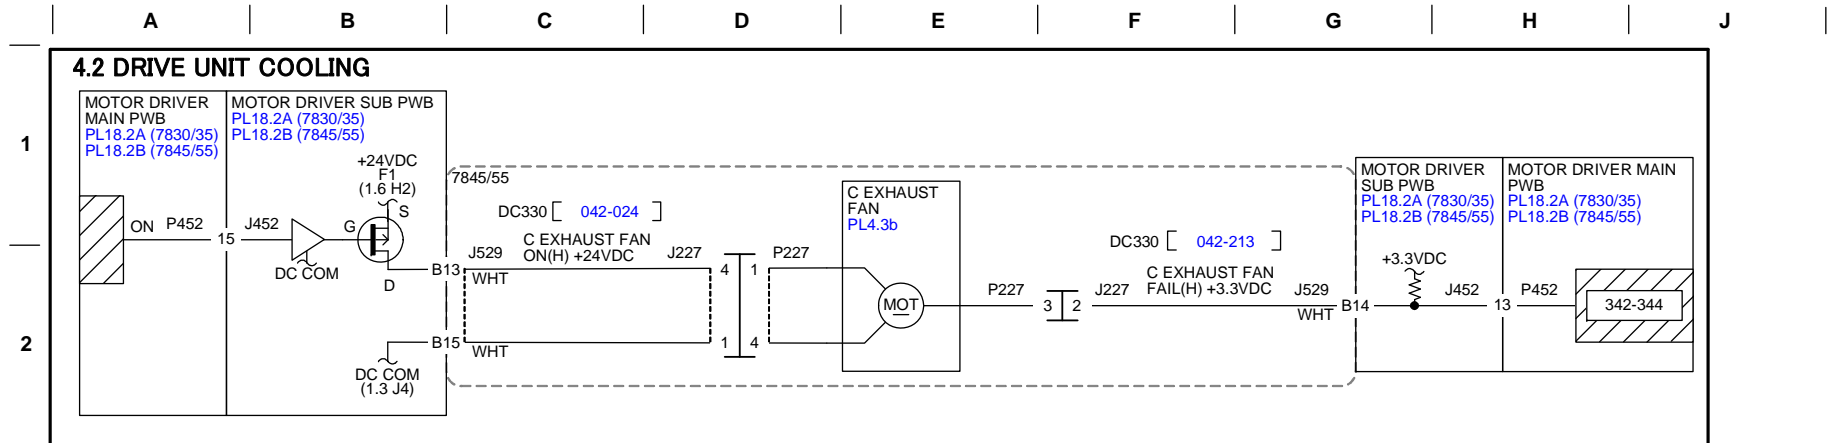 A B C D E F G H J
4.2 DRIVE UNIT COOLING
1
2
MOTOR DRIVER
MAIN PWB
PL18.2A (7830/35)
PL18.2B (7845/55)
MOTOR DRIVER SUB PWB
PL18.2A (7830/35)
PL18.2B (7845/55)
+24VDC
F1
(1.6 H2)
S
G
D
ON P452 15 J452
DC COM
B13
B15
DC COM
(1.3 J4)
7845/55
DC330 [ 042-024 ]
C EXHAUST FAN
ON(H) +24VDC
J529
WHT
WHT
J227 4 1 P227
1 4
C EXHAUST
FAN
PL4.3b
MOT
P227 3 2 J227
DC330 [ 042-213 ]
C EXHAUST FAN
FAIL(H) +3.3VDC
J529
WHT
B14
MOTOR DRIVER
SUB PWB
PL18.2A (7830/35)
PL18.2B (7845/55)
+3.3VDC
MOTOR DRIVER MAIN
PWB
PL18.2A (7830/35)
PL18.2B (7845/55)
J452 13 P452
342-344